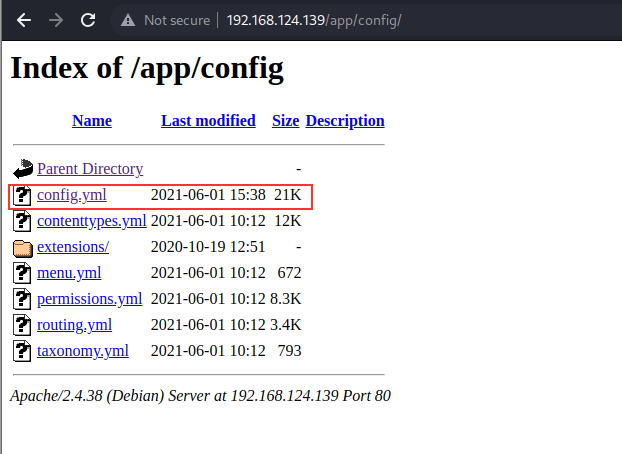 Not secure | 192.168.124.139/app/config/
Index of /app/config
Name Last modified Size Description
Parent Directory -
config.yml 2021-06-01 15:38 21K
contenttypes.yml 2021-06-01 10:12 12K
extensions/ 2020-10-19 12:51 -
menu.yml 2021-06-01 10:12 672
permissions.yml 2021-06-01 10:12 8.3K
routing.yml 2021-06-01 10:12 3.4K
taxonomy.yml 2021-06-01 10:12 793
Apache/2.4.38 (Debian) Server at 192.168.124.139 Port 80